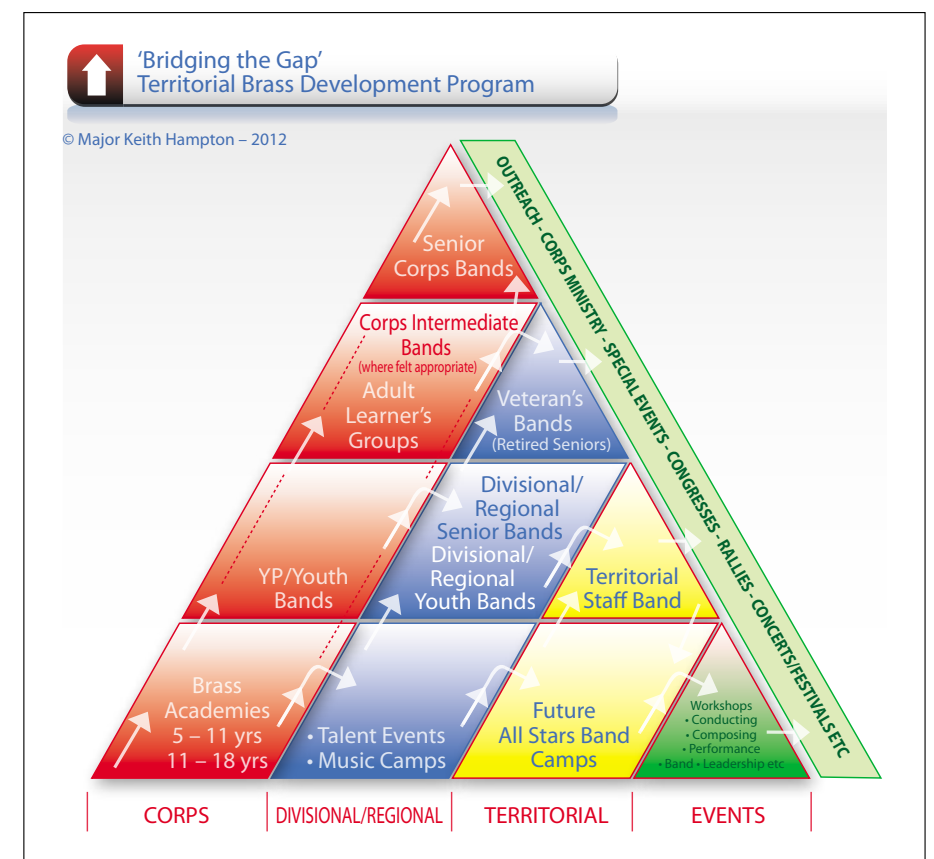 'Bridging the Gap'
Territorial Brass Development Program
© Major Keith Hampton – 2012
OUTREACH - CORPS MINISTRY - SPECIAL EVENTS - CONGRESSES - RALLIES - CONCERTS/FESTIVALS ETC
Senior
Corps Bands
Corps Intermediate
Bands
(where felt appropriate)
Adult
Learner's
Groups
Veteran's
Bands
(Retired Seniors)
YP/Youth
Bands
Divisional/
Regional
Senior Bands
Divisional/
Regional
Youth Bands
Territorial
Staff Band
Brass
Academies
5 – 11 yrs
11 – 18 yrs
• Talent Events
• Music Camps
Future
All Stars Band
Camps
Workshops
• Conducting
• Composing
• Performance
• Band • Leadership etc
CORPS
DIVISIONAL/REGIONAL
TERRITORIAL
EVENTS